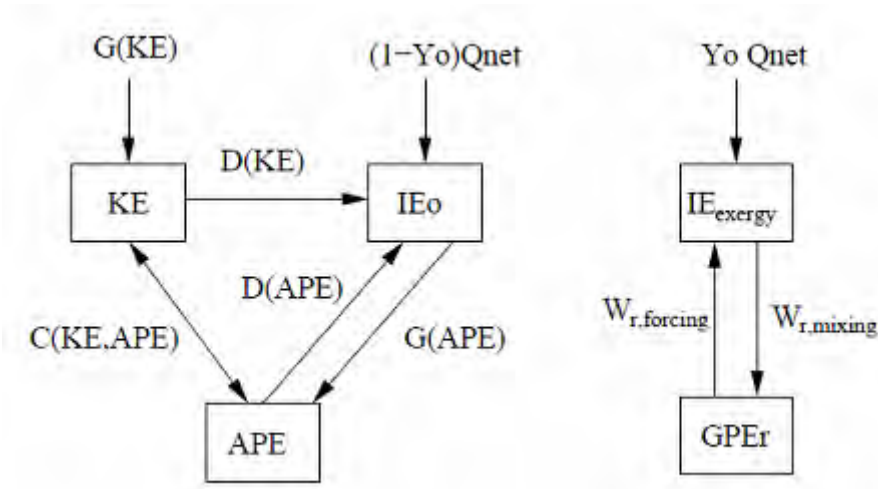 G(KE)
(1−Yo)Qnet
Yo Qnet
D(KE)
KE
IEo
IEexergy
D(APE)
C(KE,APE)
G(APE)
Wr,forcing
Wr,mixing
APE
GPEr